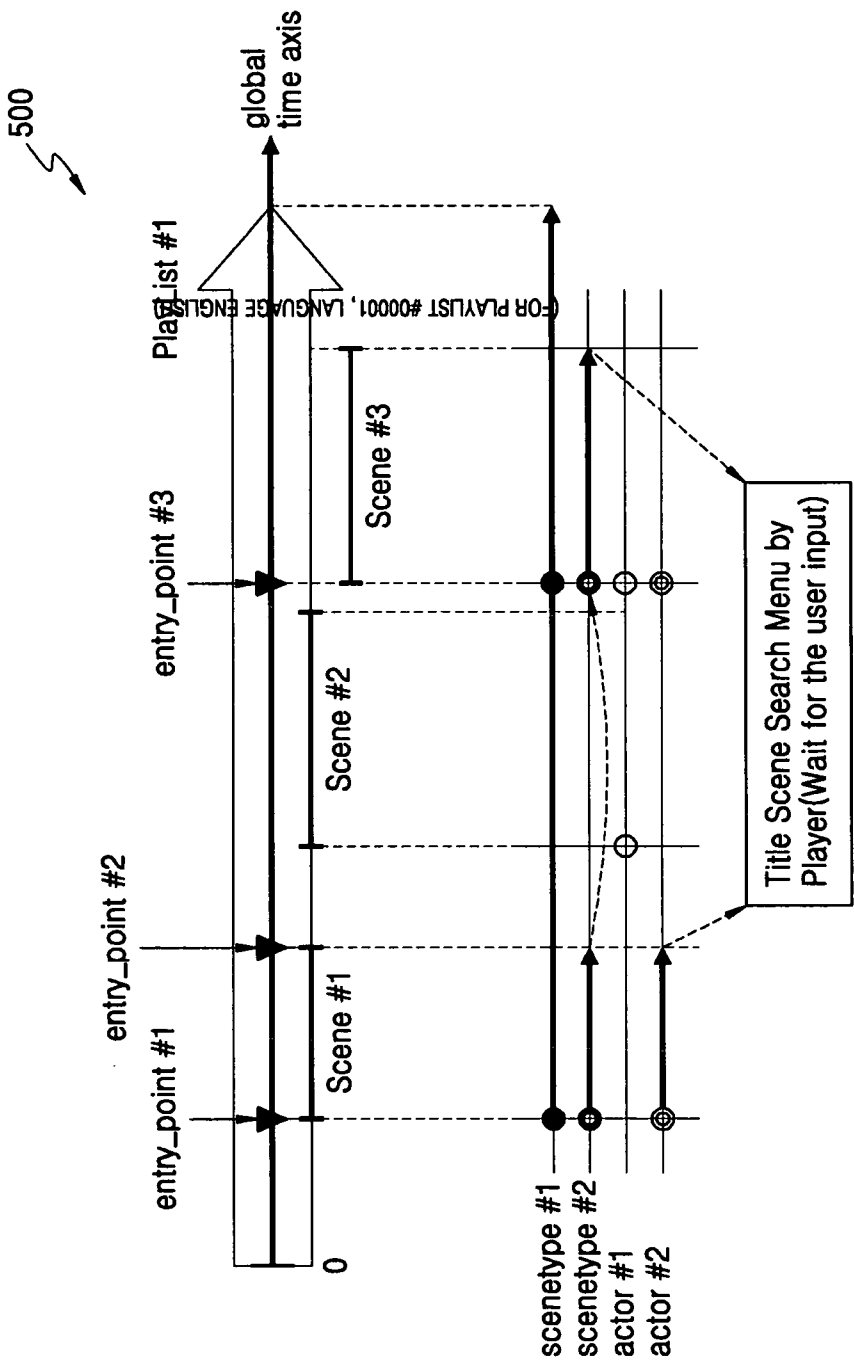 500
entry_point #1
entry_point #2
entry_point #3
PlayList #1
global
time axis
0
Scene #1
Scene #2
Scene #3
(FOR PLAYLIST #00001, LANGUAGE ENGLISH)
scenetype #1
scenetype #2
actor #1
actor #2
Title Scene Search Menu by
Player(Wait for the user input)